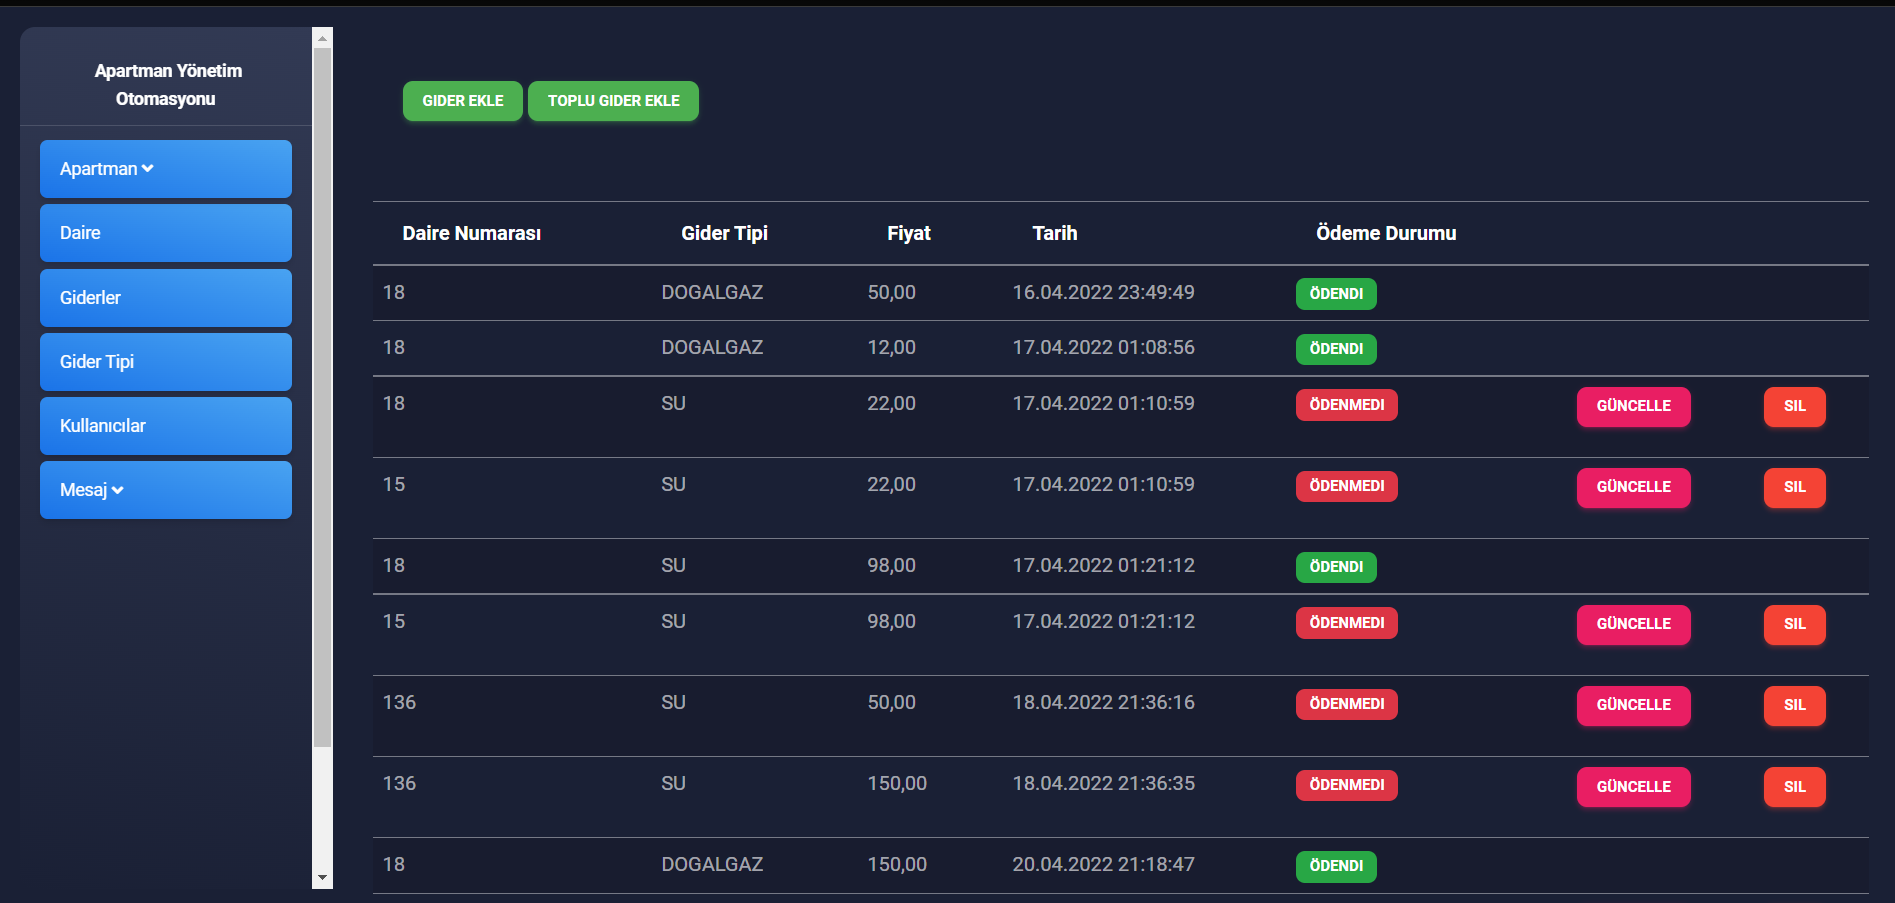 Apartman Yönetim
Otomasyonu
Apartman
Daire
Giderler
Gider Tipi
Kullanıcılar
Mesaj
GIDER EKLE TOPLU GIDER EKLE
Daire Numarası Gider Tipi Fiyat Tarih Ödeme Durumu
18 DOGALGAZ 50,00 16.04.2022 23:49:49 ÖDENDI
18 DOGALGAZ 12,00 17.04.2022 01:08:56 ÖDENDI
18 SU 22,00 17.04.2022 01:10:59 ÖDENMEDI GÜNCELLE SIL
15 SU 22,00 17.04.2022 01:10:59 ÖDENMEDI GÜNCELLE SIL
18 SU 98,00 17.04.2022 01:21:12 ÖDENDI
15 SU 98,00 17.04.2022 01:21:12 ÖDENMEDI GÜNCELLE SIL
136 SU 50,00 18.04.2022 21:36:16 ÖDENMEDI GÜNCELLE SIL
136 SU 150,00 18.04.2022 21:36:35 ÖDENMEDI GÜNCELLE SIL
18 DOGALGAZ 150,00 20.04.2022 21:18:47 ÖDENDI